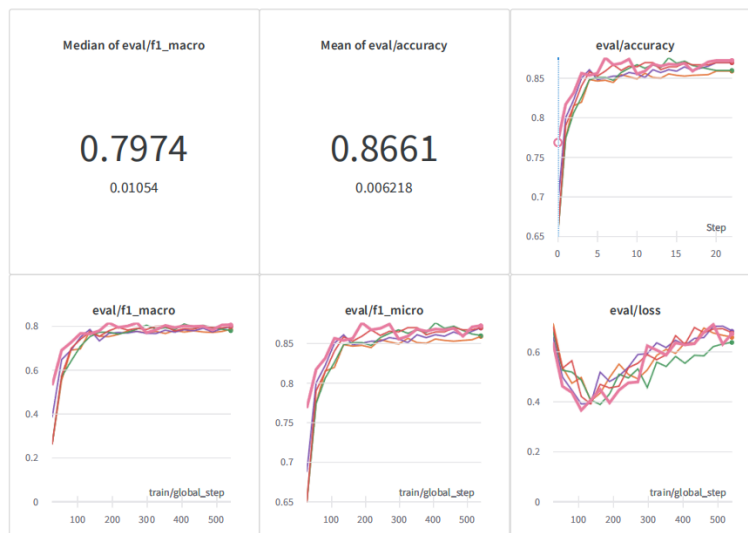 Median of eval/f1_macro
0.7974
0.01054
Mean of eval/accuracy
0.8661
0.006218
eval/accuracy
0.85
0.8
0.75
0.7
0.65
Step
0 5 10 15 20
eval/f1_macro
0.8
0.6
0.4
0.2
0
train/global_step
100 200 300 400 500
eval/f1_micro
0.85
0.8
0.75
0.7
0.65
train/global_step
100 200 300 400 500
eval/loss
0.6
0.4
0.2
0
train/global_step
100 200 300 400 500